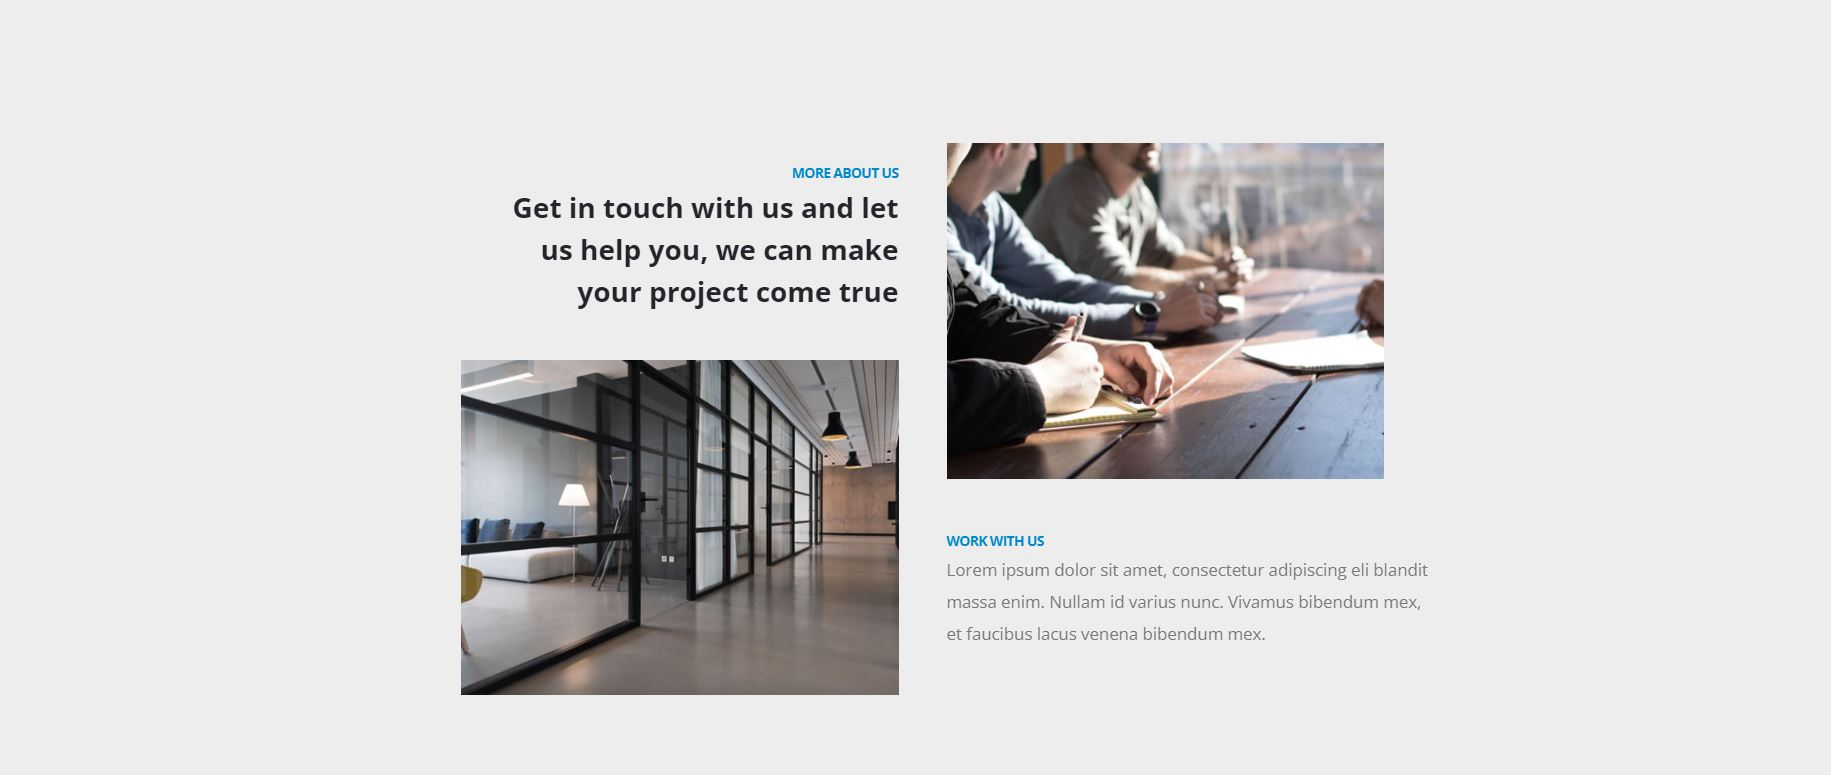 MORE ABOUT US
Get in touch with us and let
us help you, we can make
your project come true
WORK WITH US
Lorem ipsum dolor sit amet, consectetur adipiscing eli blandit
massa enim. Nullam id varius nunc. Vivamus bibendum mex,
et faucibus lacus venena bibendum mex.